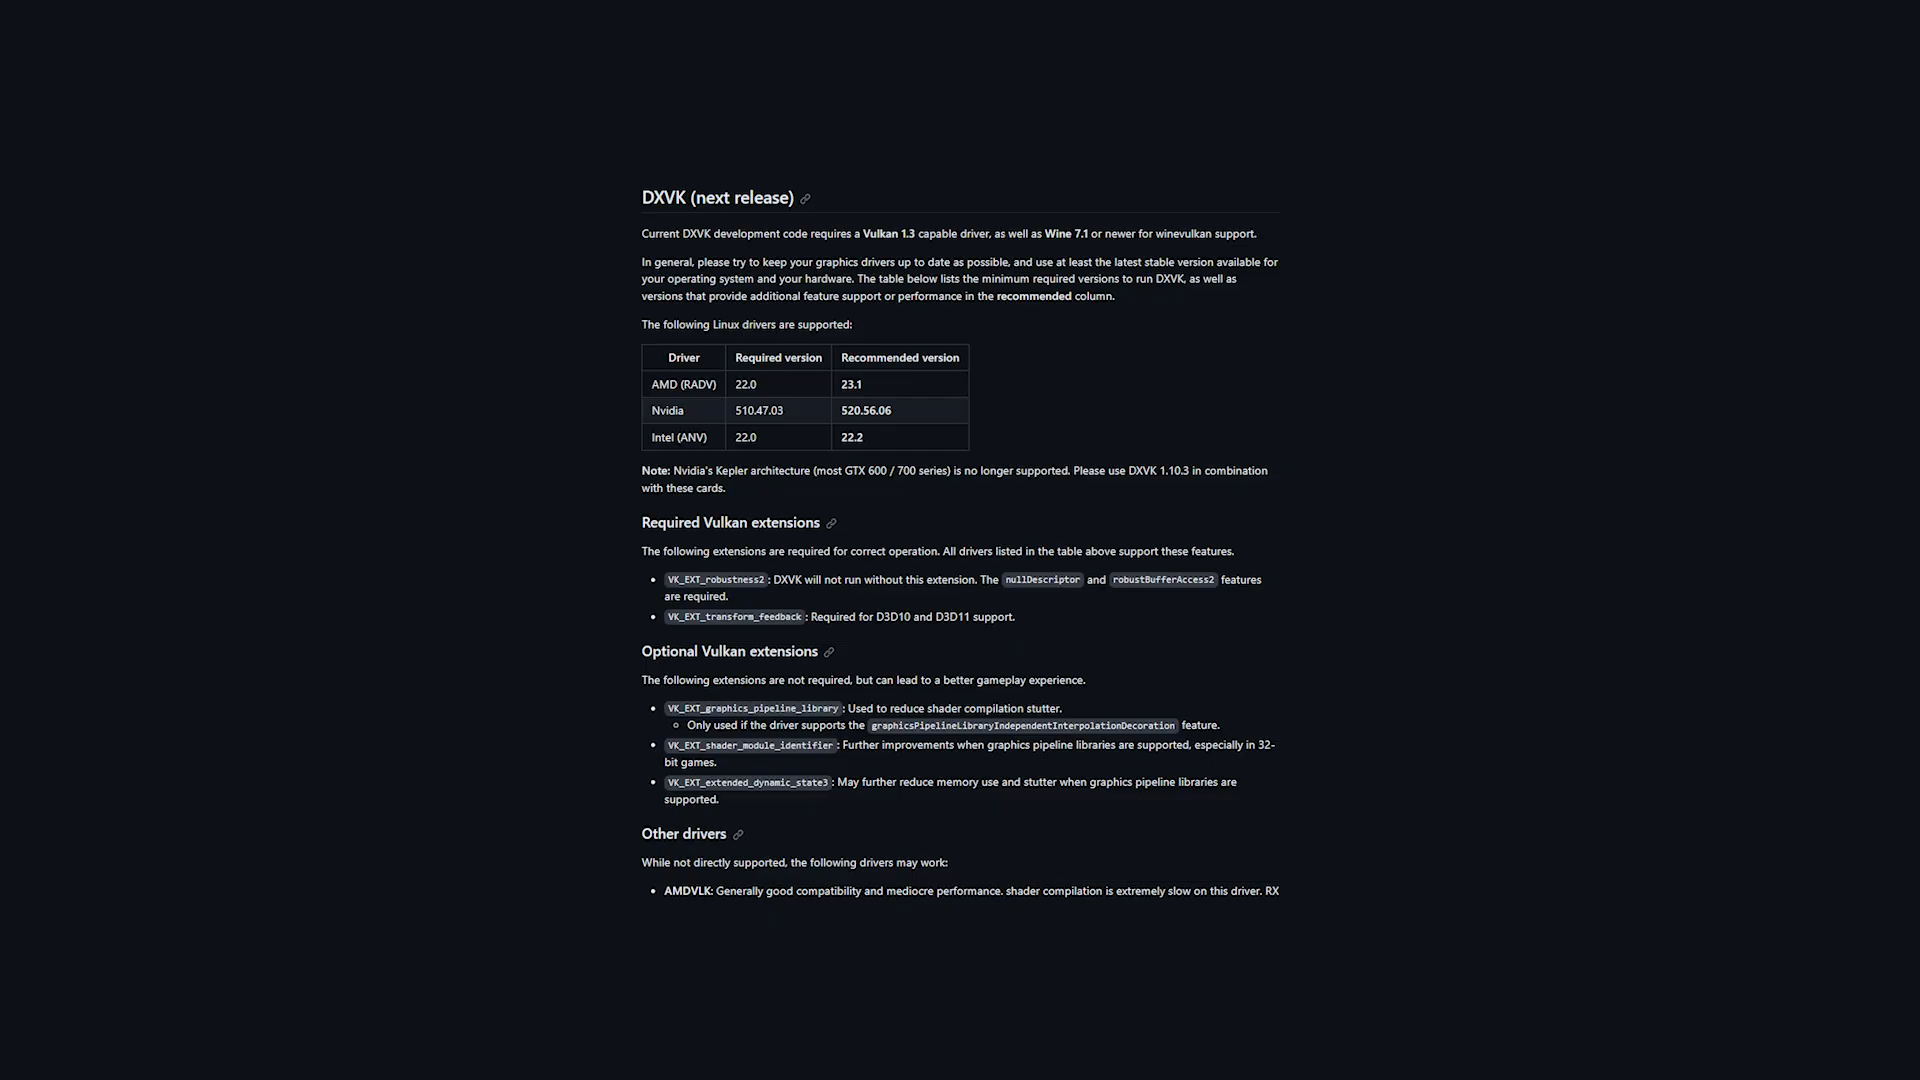 DXVK (next release)
Current DXVK development code requires a Vulkan 1.3 capable driver, as well as Wine 7.1 or newer for winevulkan support.
In general, please try to keep your graphics drivers up to date as possible, and use at least the latest stable version available for
your operating system and your hardware. The table below lists the minimum required versions to run DXVK, as well as
versions that provide additional feature support or performance in the recommended column.
The following Linux drivers are supported:
Driver Required version Recommended version
AMD (RADV) 22.0 23.1
Nvidia 510.47.03 520.56.06
Intel (ANV) 22.0 22.2
Note: Nvidia's Kepler architecture (most GTX 600 / 700 series) is no longer supported. Please use DXVK 1.10.3 in combination
with these cards.
Required Vulkan extensions
The following extensions are required for correct operation. All drivers listed in the table above support these features.
• VK_EXT_robustness2: DXVK will not run without this extension. The nullDescriptor and robustBufferAccess2 features
are required.
• VK_EXT_transform_feedback: Required for D3D10 and D3D11 support.
Optional Vulkan extensions
The following extensions are not required, but can lead to a better gameplay experience.
• VK_EXT_graphics_pipeline_library: Used to reduce shader compilation stutter.
◦ Only used if the driver supports the graphicsPipelineLibraryIndependentInterpolationDecoration feature.
• VK_EXT_shader_module_identifier: Further improvements when graphics pipeline libraries are supported, especially in 32-
bit games.
• VK_EXT_extended_dynamic_state3: May further reduce memory use and stutter when graphics pipeline libraries are
supported.
Other drivers
While not directly supported, the following drivers may work:
• AMDVLK: Generally good compatibility and mediocre performance. shader compilation is extremely slow on this driver. RX